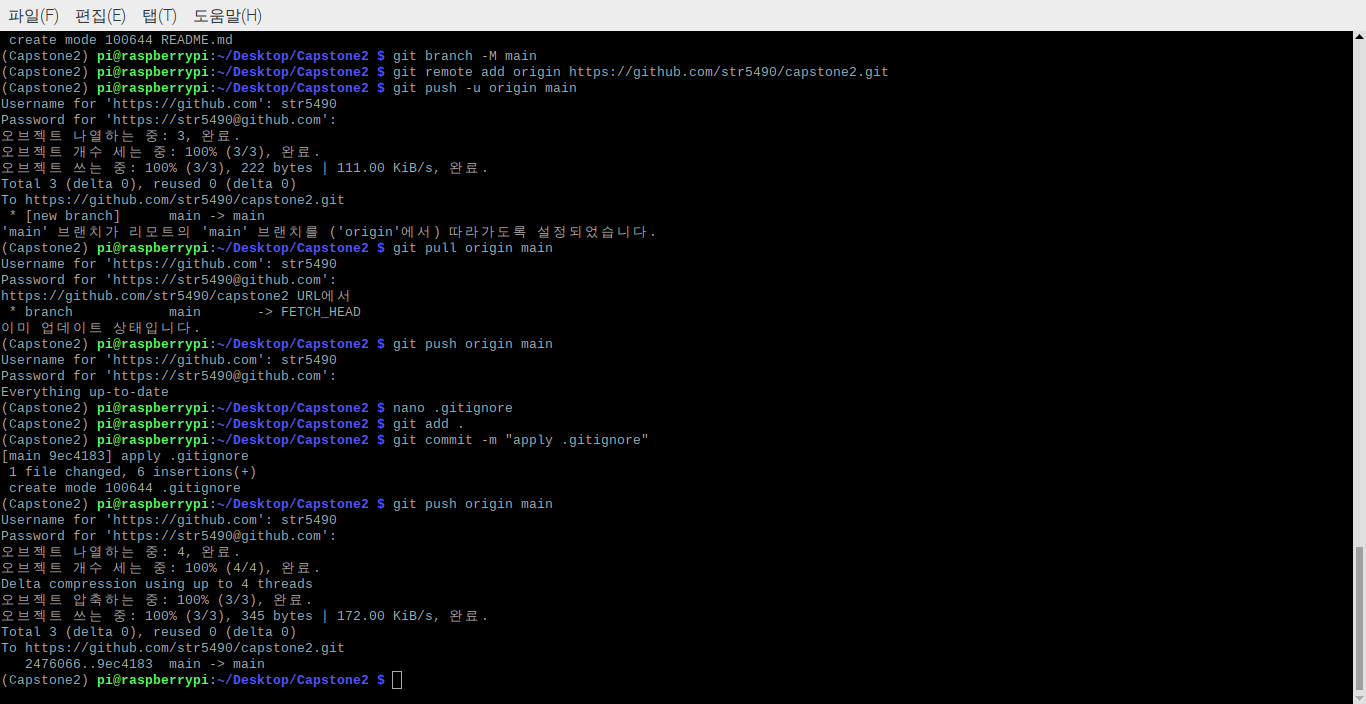 파일(F) 편집(E) 탭(T) 도움말(H)
 create mode 100644 README.md
(Capstone2) pi@raspberrypi:~/Desktop/Capstone2 $ git branch -M main
(Capstone2) pi@raspberrypi:~/Desktop/Capstone2 $ git remote add origin https://github.com/str5490/capstone2.git
(Capstone2) pi@raspberrypi:~/Desktop/Capstone2 $ git push -u origin main
Username for 'https://github.com': str5490
Password for 'https://str5490@github.com':
오브젝트 나열하는 중: 3, 완료.
오브젝트 개수 세는 중: 100% (3/3), 완료.
오브젝트 쓰는 중: 100% (3/3), 222 bytes | 111.00 KiB/s, 완료.
Total 3 (delta 0), reused 0 (delta 0)
To https://github.com/str5490/capstone2.git
 * [new branch]      main -> main
'main' 브랜치가 리모트의 'main' 브랜치를 ('origin'에서) 따라가도록 설정되었습니다.
(Capstone2) pi@raspberrypi:~/Desktop/Capstone2 $ git pull origin main
Username for 'https://github.com': str5490
Password for 'https://str5490@github.com':
https://github.com/str5490/capstone2 URL에서
 * branch            main       -> FETCH_HEAD
이미 업데이트 상태입니다.
(Capstone2) pi@raspberrypi:~/Desktop/Capstone2 $ git push origin main
Username for 'https://github.com': str5490
Password for 'https://str5490@github.com':
Everything up-to-date
(Capstone2) pi@raspberrypi:~/Desktop/Capstone2 $ nano .gitignore
(Capstone2) pi@raspberrypi:~/Desktop/Capstone2 $ git add .
(Capstone2) pi@raspberrypi:~/Desktop/Capstone2 $ git commit -m "apply .gitignore"
[main 9ec4183] apply .gitignore
 1 file changed, 6 insertions(+)
 create mode 100644 .gitignore
(Capstone2) pi@raspberrypi:~/Desktop/Capstone2 $ git push origin main
Username for 'https://github.com': str5490
Password for 'https://str5490@github.com':
오브젝트 나열하는 중: 4, 완료.
오브젝트 개수 세는 중: 100% (4/4), 완료.
Delta compression using up to 4 threads
오브젝트 압축하는 중: 100% (3/3), 완료.
오브젝트 쓰는 중: 100% (3/3), 345 bytes | 172.00 KiB/s, 완료.
Total 3 (delta 0), reused 0 (delta 0)
To https://github.com/str5490/capstone2.git
   2476066..9ec4183  main -> main
(Capstone2) pi@raspberrypi:~/Desktop/Capstone2 $